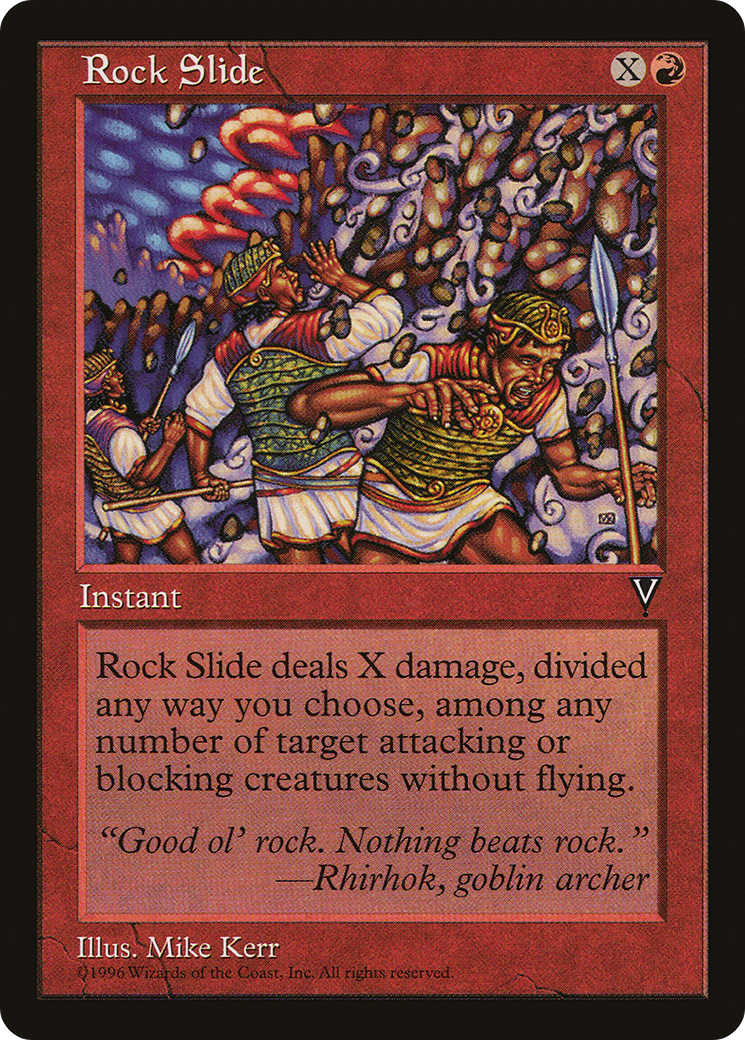 Rock Slide X
Instant V
Rock Slide deals X damage, divided
any way you choose, among any
number of target attacking or
blocking creatures without flying.
“Good ol’ rock. Nothing beats rock.”
—Rhirhok, goblin archer
Illus. Mike Kerr
©1996 Wizards of the Coast, Inc. All rights reserved.